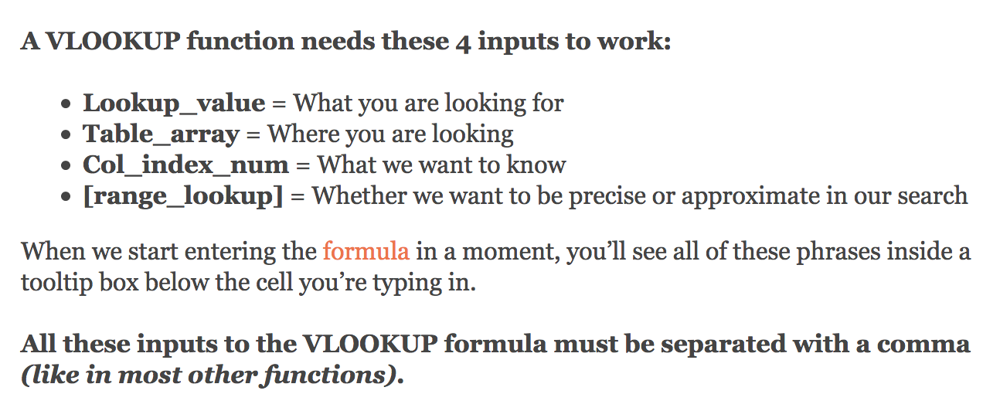 A VLOOKUP function needs these 4 inputs to work:
• Lookup_value = What you are looking for
• Table_array = Where you are looking
• Col_index_num = What we want to know
• [range_lookup] = Whether we want to be precise or approximate in our search
When we start entering the formula in a moment, you’ll see all of these phrases inside a
tooltip box below the cell you’re typing in.
All these inputs to the VLOOKUP formula must be separated with a comma
(like in most other functions).